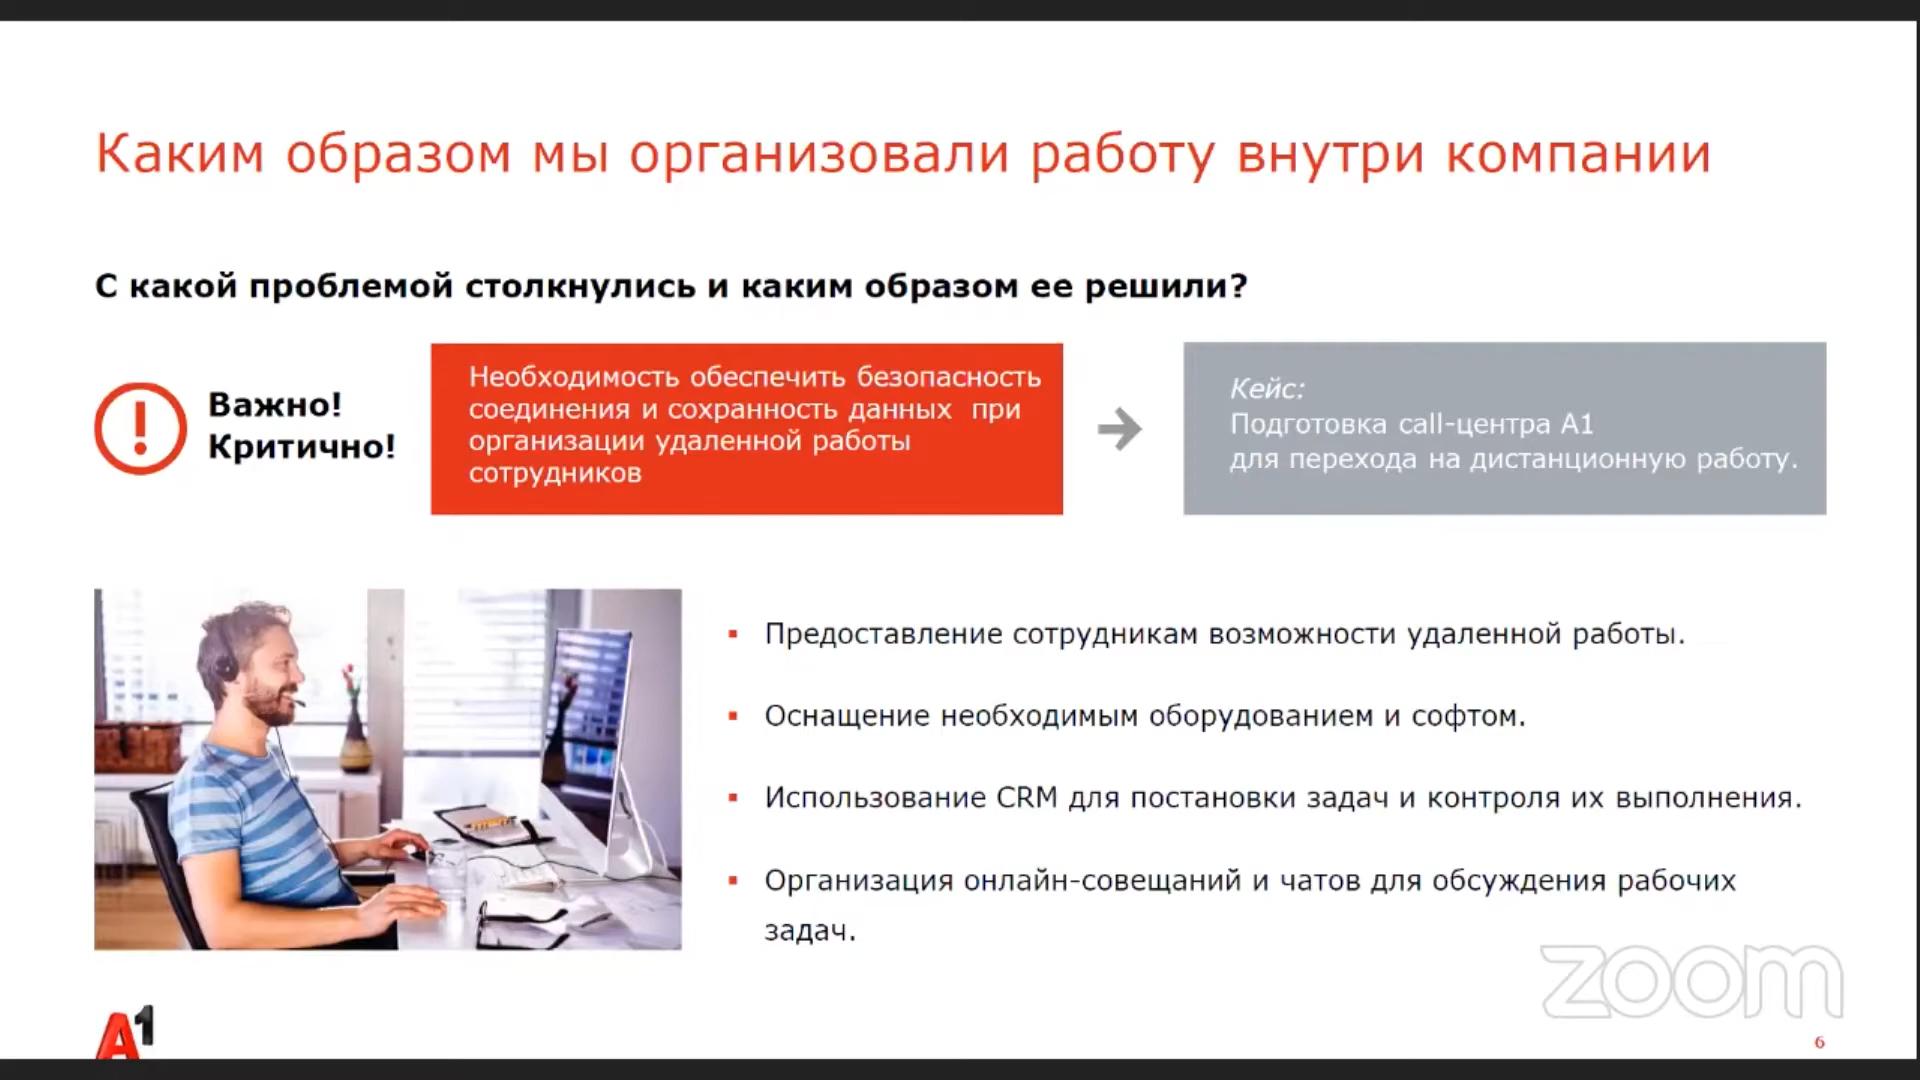 Каким образом мы организовали работу внутри компании
С какой проблемой столкнулись и каким образом ее решили?
Важно!
Критично!
Необходимость обеспечить безопасность
соединения и сохранность данных при
организации удаленной работы
сотрудников
Кейс:
Подготовка call-центра А1
для перехода на дистанционную работу.
▪ Предоставление сотрудникам возможности удаленной работы.
▪ Оснащение необходимым оборудованием и софтом.
▪ Использование CRM для постановки задач и контроля их выполнения.
▪ Организация онлайн-совещаний и чатов для обсуждения рабочих
задач.
zoom
A1
6